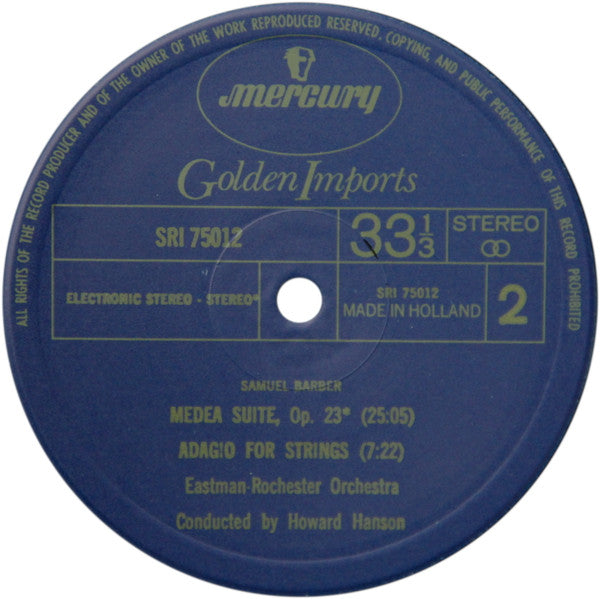 ALL RIGHTS OF THE RECORD PRODUCER AND OF THE OWNER OF THE WORK REPRODUCED RESERVED. COPYING, AND PUBLIC PERFORMANCE OF THIS RECORD PROHIBITED
mercury
Golden Imports
SRI 75012
33 1/3
STEREO
ELECTRONIC STEREO - STEREO*
SRI 75012
MADE IN HOLLAND
2
SAMUEL BARBER
MEDEA SUITE, Op. 23* (25:05)
ADAGIO FOR STRINGS (7:22)
Eastman-Rochester Orchestra
Conducted by Howard Hanson